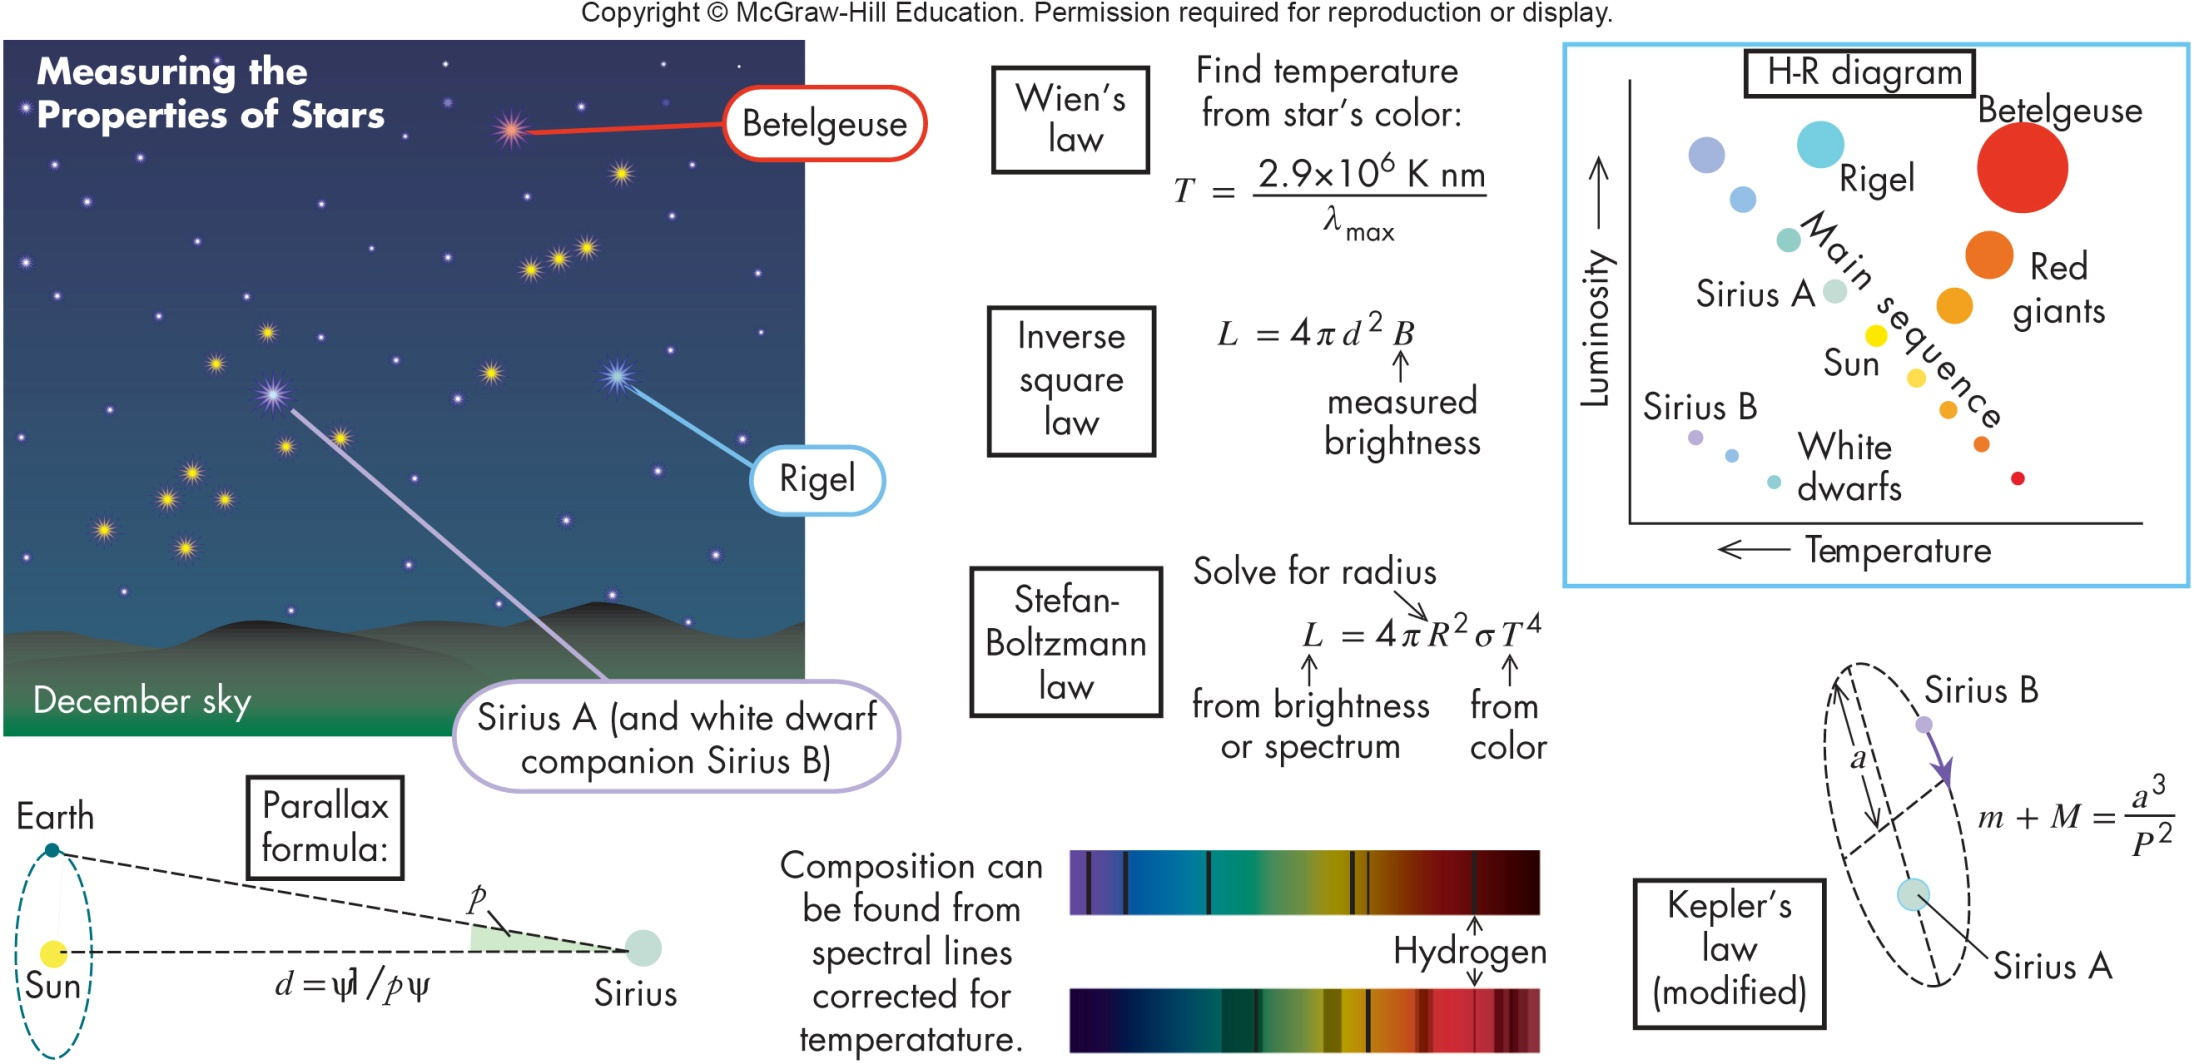 Copyright © McGraw-Hill Education. Permission required for reproduction or display.
Measuring the
Properties of Stars
Betelgeuse
Rigel
Sirius A (and white dwarf
companion Sirius B)
December sky
Wien's
law
Find temperature
from star's color:
T = 2.9×10⁶ K nm / λmax
Inverse
square
law
L = 4πd² B
measured
brightness
Stefan-
Boltzmann
law
Solve for radius
L = 4πR²σT⁴
from brightness
or spectrum
from
color
H-R diagram
Betelgeuse
Rigel
Main sequence
Red
giants
Sirius A
Sun
Sirius B
White
dwarfs
Luminosity
Temperature
Parallax
formula:
Earth
p
Sun
d = ψ1/pψ
Sirius
Composition can
be found from
spectral lines
corrected for
temperatature.
Hydrogen
Sirius B
a
m + M = a³/P²
Kepler's
law
(modified)
Sirius A